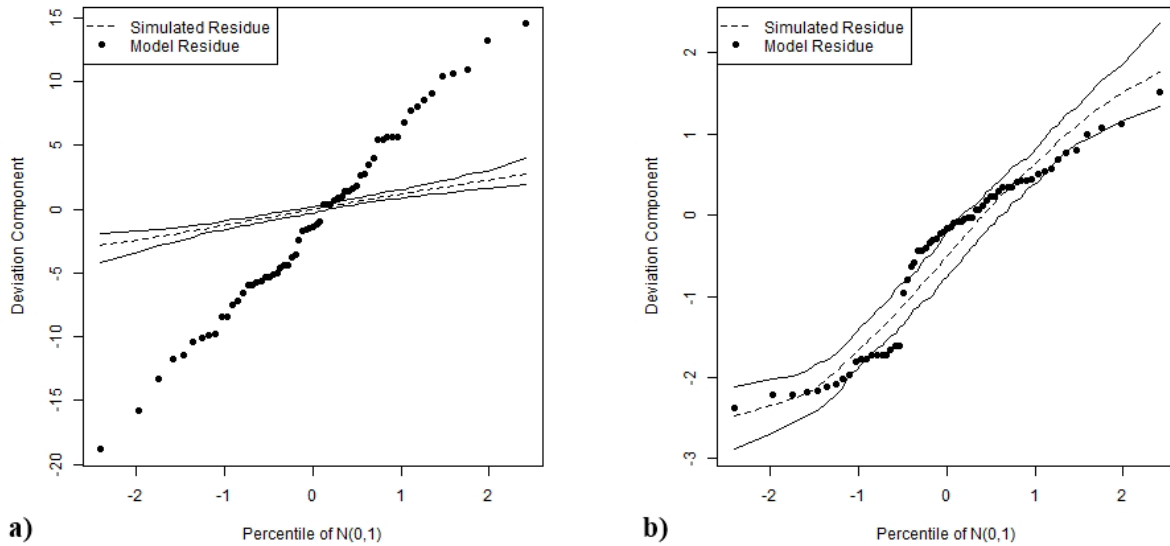 Simulated Residue
Model Residue
Deviation Component
15
10
5
0
-5
-10
-15
-20
-2
-1
0
1
2
Percentile of N(0,1)
a)
Simulated Residue
Model Residue
Deviation Component
2
1
0
-1
-2
-3
-2
-1
0
1
2
Percentile of N(0,1)
b)